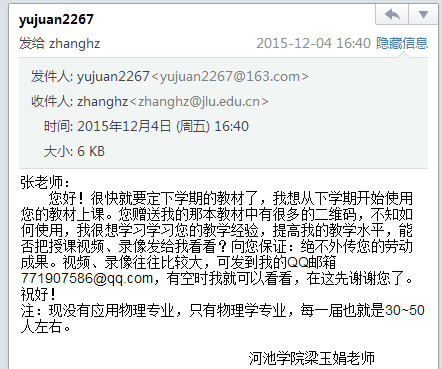 yujuan2267
发给 zhanghz 2015-12-04 16:40 隐藏信息
发件人: yujuan2267<yujuan2267@163.com>
收件人: zhanghz<zhanghz@jlu.edu.cn>
时间: 2015年12月4日 (周五) 16:40
大小: 6 KB
张老师：
您好！很快就要定下学期的教材了，我想从下学期开始使用
您的教材上课。您赠送我的那本教材中有很多的二维码，不知如
何使用，我很想学习学习您的教学经验，提高我的教学水平，能
否把授课视频、录像发给我看看？向您保证：绝不外传您的劳动
成果。视频、录像往往比较大，可发到我的QQ邮箱
771907586@qq.com，有空时我就可以看看，在这先谢谢您了。
祝好！
注：现没有应用物理专业，只有物理学专业，每一届也就是30~50
人左右。
河池学院梁玉娟老师